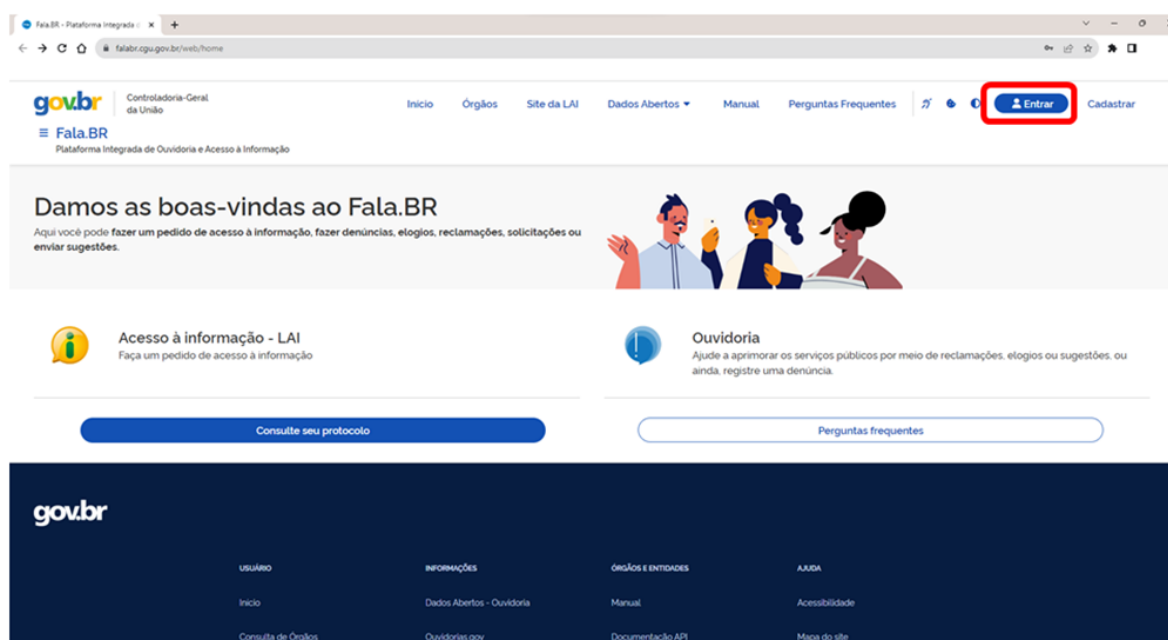 Fala.BR - Plataforma Integrada d
falabr.cgu.gov.br/web/home
gov.br
Controladoria-Geral
da União
Início Órgãos Site da LAI Dados Abertos Manual Perguntas Frequentes Entrar Cadastrar
Fala.BR
Plataforma Integrada de Ouvidoria e Acesso à Informação
Damos as boas-vindas ao Fala.BR
Aqui você pode fazer um pedido de acesso à informação, fazer denúncias, elogios, reclamações, solicitações ou
enviar sugestões.
Acesso à informação - LAI
Faça um pedido de acesso à informação
Ouvidoria
Ajude a aprimorar os serviços públicos por meio de reclamações, elogios ou sugestões, ou
ainda, registre uma denúncia.
Consulte seu protocolo
Perguntas frequentes
gov.br
USUÁRIO INFORMAÇÕES ÓRGÃOS E ENTIDADES AJUDA
Início Dados Abertos - Ouvidoria Manual Acessibilidade
Consulta de Órgãos Ouvidorias.gov Documentação API Mapa do site